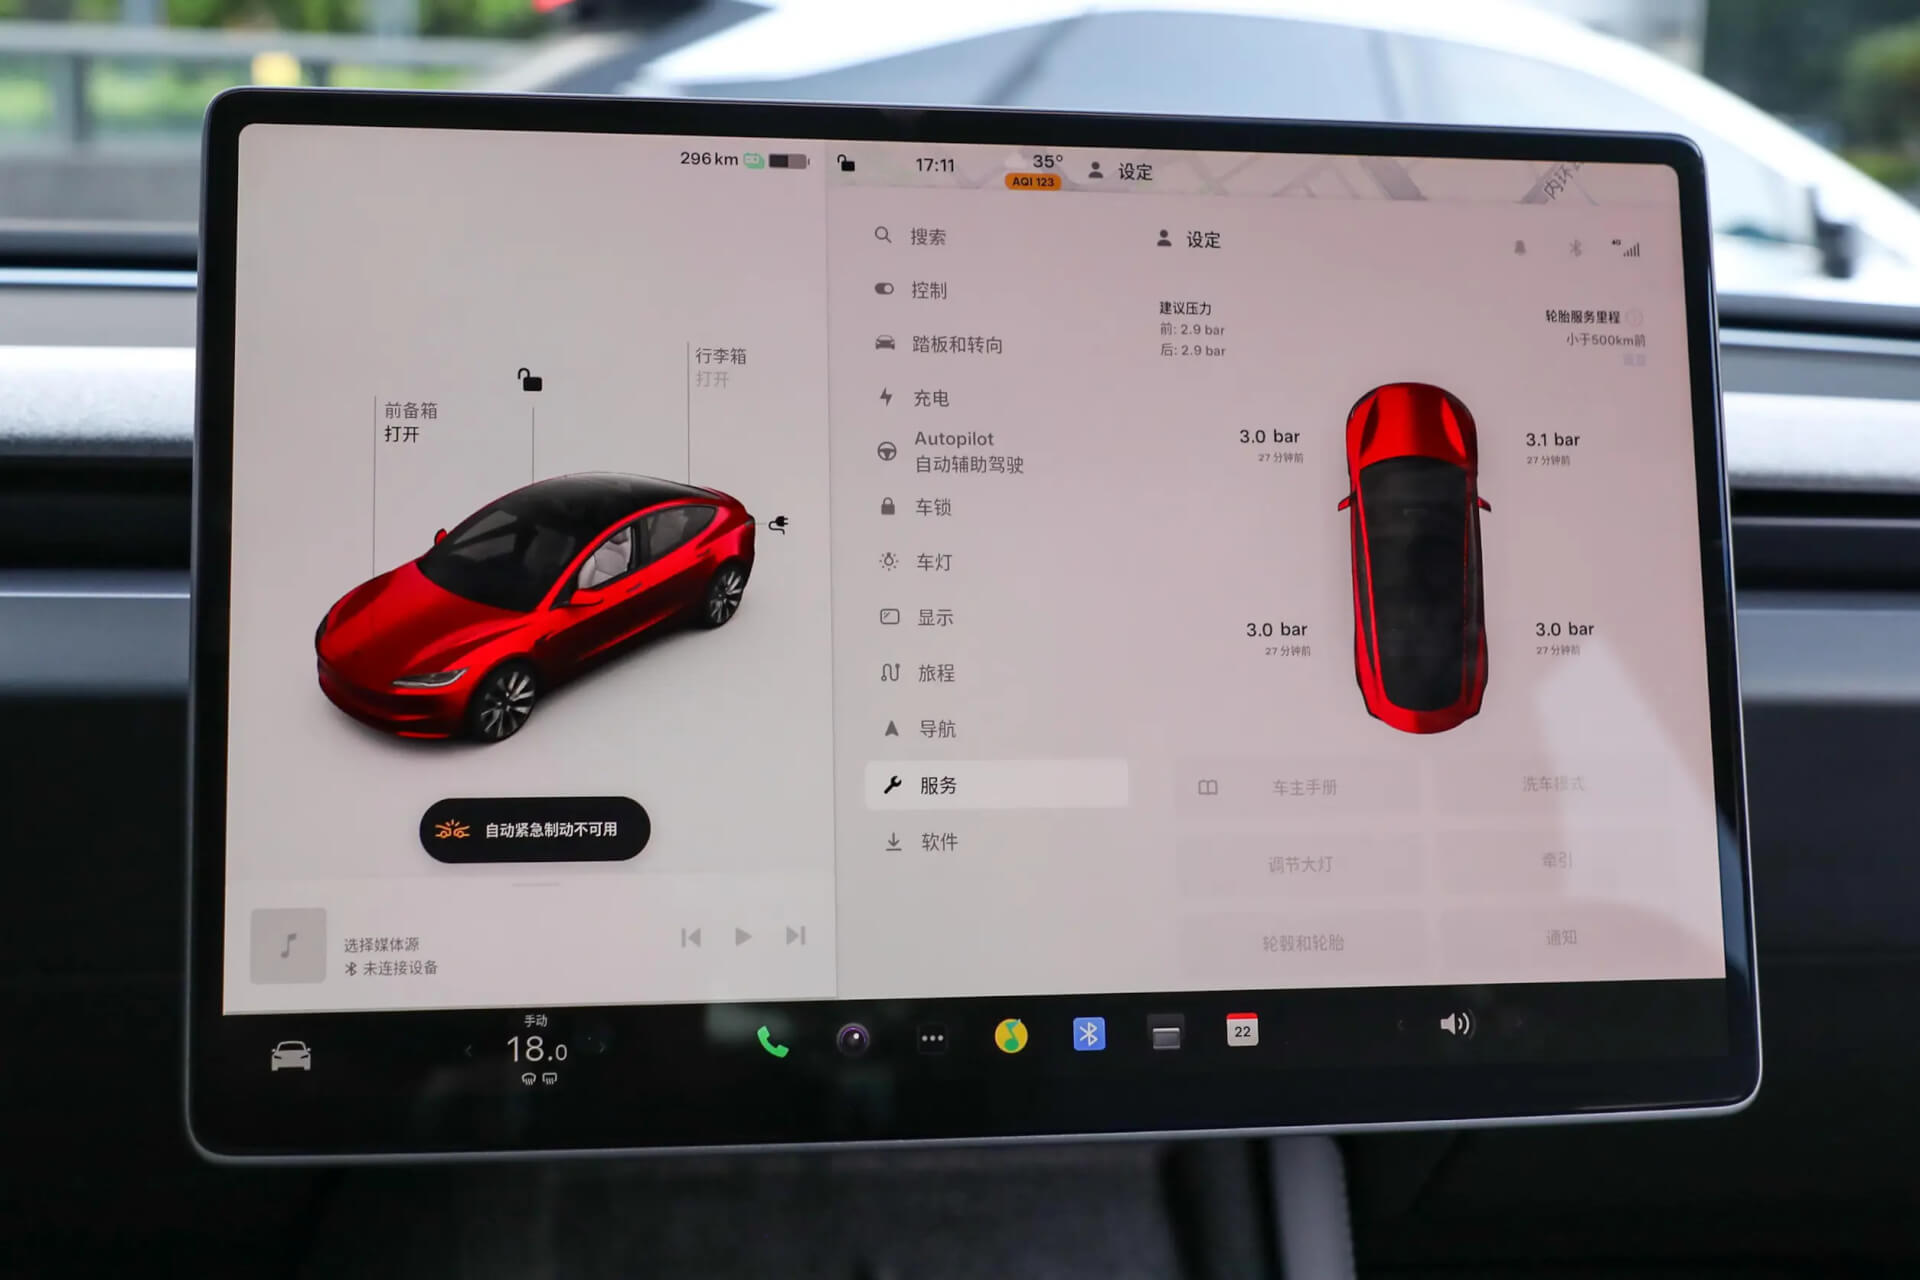 296 km
17:11
35°
AQI 123
设定
内环
行李箱
打开
前备箱
打开
自动紧急制动不可用
选择媒体源
未连接设备
搜索
控制
踏板和转向
充电
Autopilot
自动辅助驾驶
车锁
车灯
显示
旅程
导航
服务
软件
设定
4G
建议压力
前: 2.9 bar
后: 2.9 bar
轮胎服务里程
小于500km前
3.0 bar
27 分钟前
3.1 bar
27 分钟前
3.0 bar
27 分钟前
3.0 bar
27 分钟前
车主手册
洗车模式
调节大灯
牵引
轮毂和轮胎
通知
手动
18.0
22